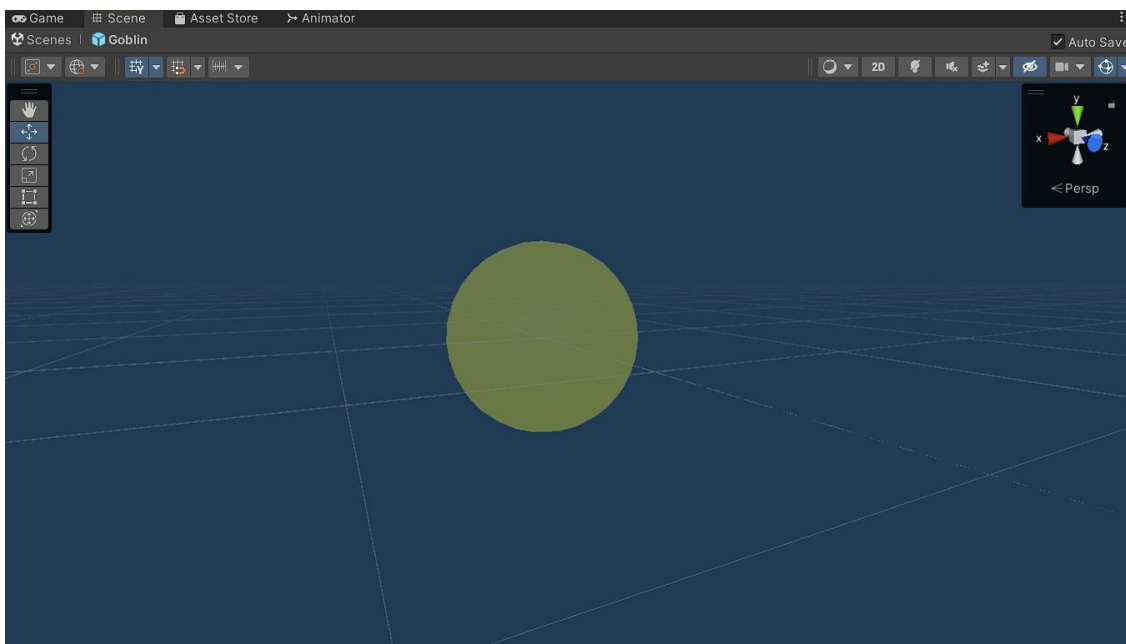 Game Scene Asset Store Animator
Scenes | Goblin Auto Save
2D
y
x
z
Persp